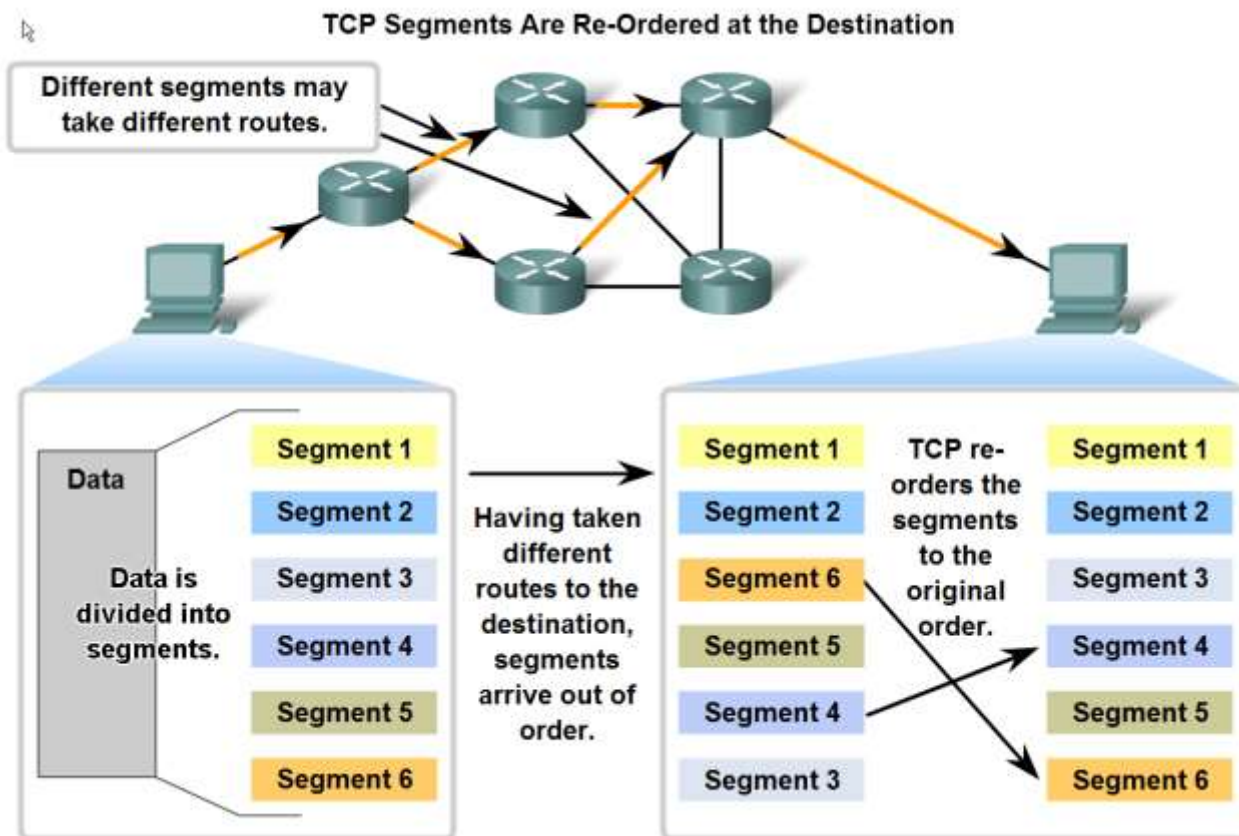 TCP Segments Are Re-Ordered at the Destination
Different segments may
take different routes.
Data
Data is
divided into
segments.
Segment 1
Segment 2
Segment 3
Segment 4
Segment 5
Segment 6
Having taken
different
routes to the
destination,
segments
arrive out of
order.
Segment 1
Segment 2
Segment 6
Segment 5
Segment 4
Segment 3
TCP re-
orders the
segments
to the
original
order.
Segment 1
Segment 2
Segment 3
Segment 4
Segment 5
Segment 6